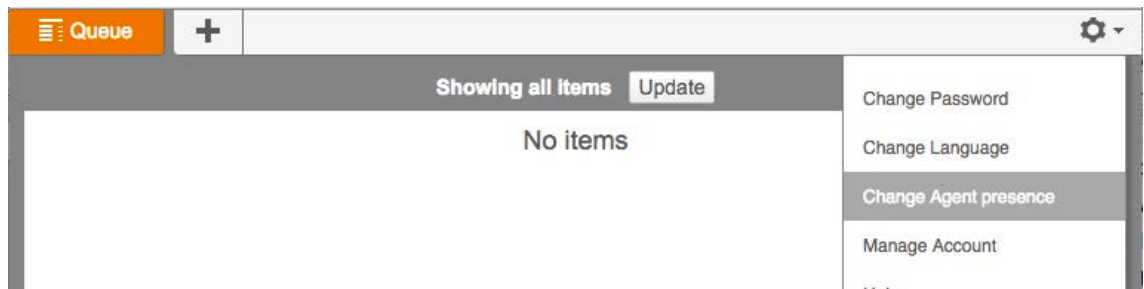 Queue
Showing all items Update
No items
Change Password
Change Language
Change Agent presence
Manage Account